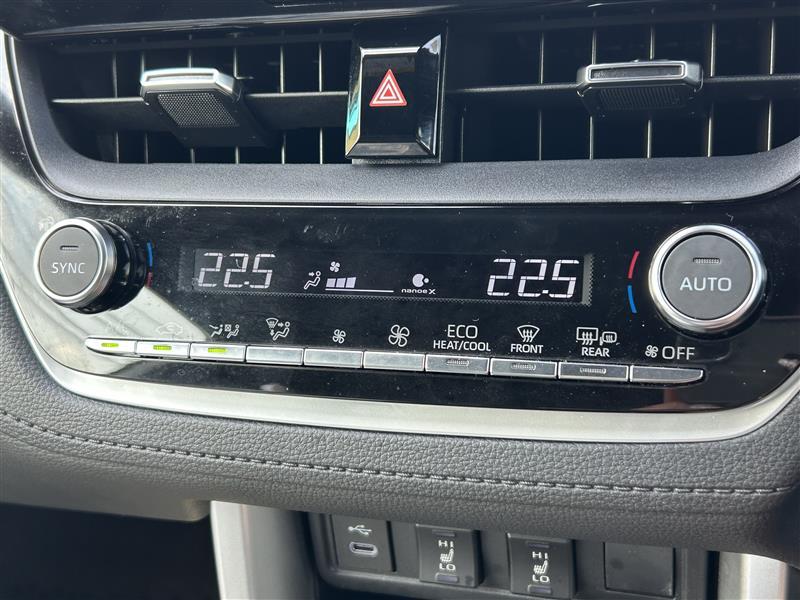 SYNC
22.5
nanoe X
22.5
AUTO
ECO
HEAT/COOL
FRONT
REAR
OFF
HI
LO
HI
LO